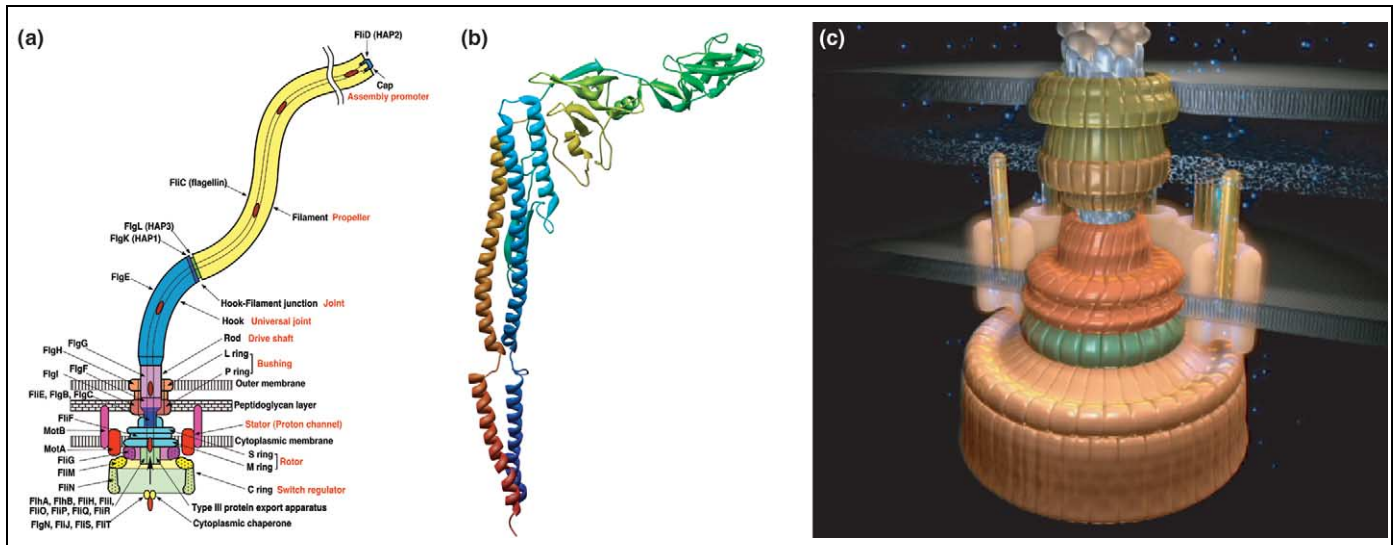 (a)
FliD (HAP2)
Cap
Assembly promoter
FliC (flagellin)
Filament Propeller
FlgL (HAP3)
FlgK (HAP1)
FlgE
Hook-Filament junction Joint
Hook Universal joint
Rod Drive shaft
FlgG
FlgH
L ring
Bushing
FlgF
FlgI
P ring
Outer membrane
FliE, FlgB, FlgC
Peptidoglycan layer
FliF
Stator (Proton channel)
MotB
Cytoplasmic membrane
MotA
S ring
Rotor
FliG
M ring
FliM
FliN
C ring Switch regulator
FlhA, FlhB, FliH, FliI,
FliO, FliP, FliQ, FliR
Type III protein export apparatus
FlgN, FliJ, FliS, FliT
Cytoplasmic chaperone
(b)
(c)